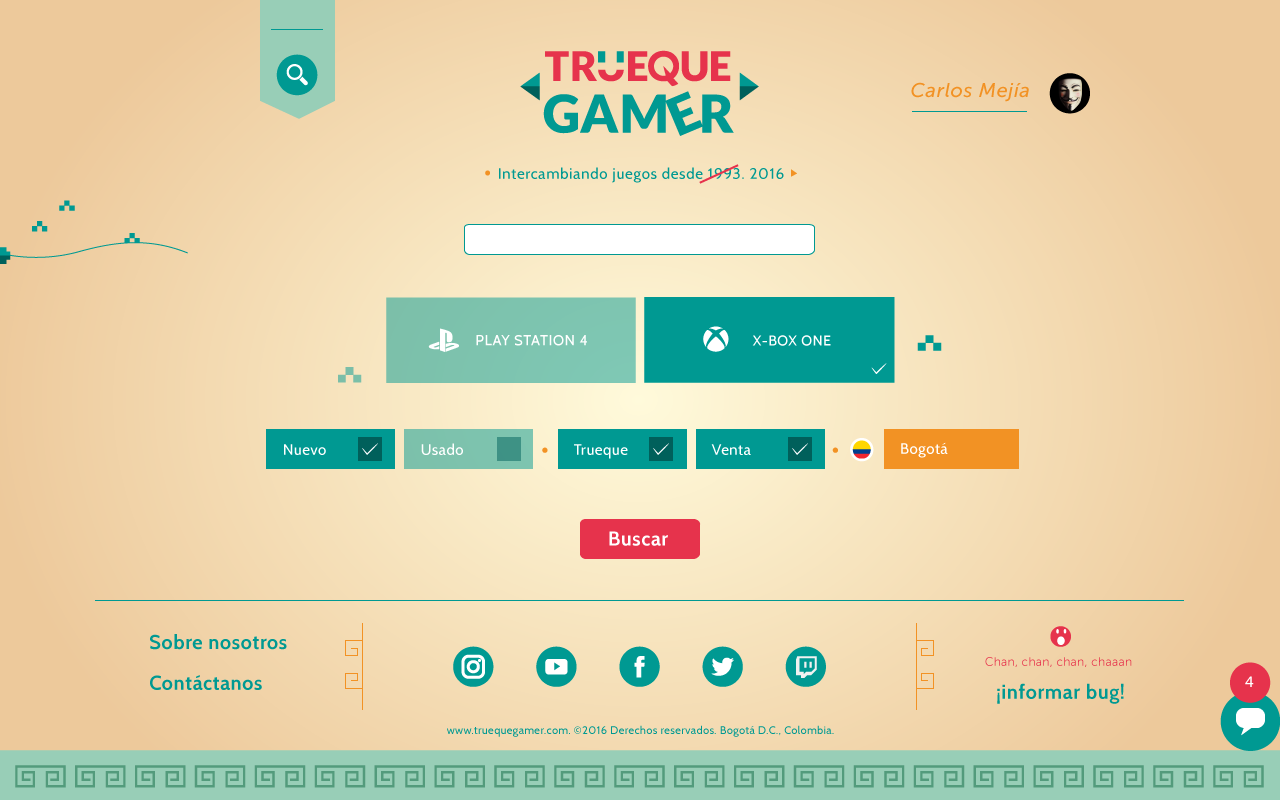 TRUEQUE
GAMER
Carlos Mejía
Intercambiando juegos desde 1993. 2016
PLAY STATION 4
X-BOX ONE
Nuevo
Usado
Trueque
Venta
Bogotá
Buscar
Sobre nosotros
Contáctanos
Chan, chan, chan, chaaan
¡informar bug!
4
www.truequegamer.com. ©2016 Derechos reservados. Bogotá D.C., Colombia.